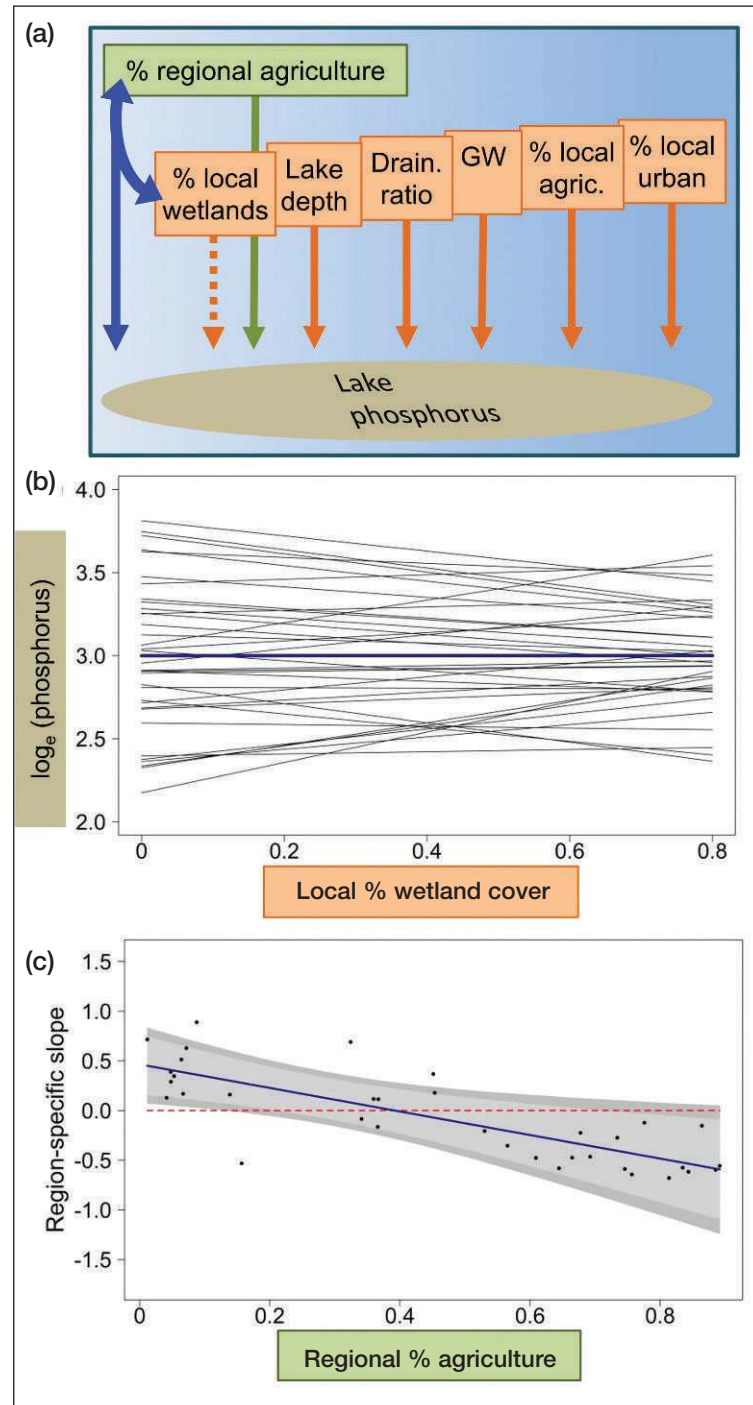 (a)
% regional agriculture
% local
wetlands
Lake
depth
Drain.
ratio
GW
% local
agric.
% local
urban
Lake
phosphorus
(b)
4.0
3.5
3.0
2.5
2.0
logₑ (phosphorus)
0 0.2 0.4 0.6 0.8
Local % wetland cover
(c)
1.5
1.0
0.5
0.0
-0.5
-1.0
-1.5
Region-specific slope
0 0.2 0.4 0.6 0.8
Regional % agriculture